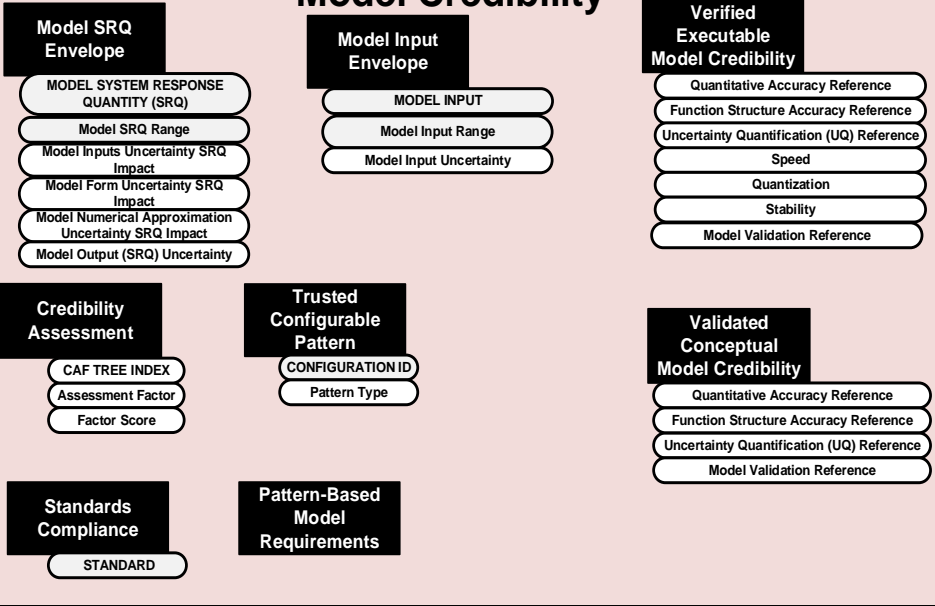 Model Credibility
Model SRQ
Envelope
MODEL SYSTEM RESPONSE
QUANTITY (SRQ)
Model SRQ Range
Model Inputs Uncertainty SRQ
Impact
Model Form Uncertainty SRQ
Impact
Model Numerical Approximation
Uncertainty SRQ Impact
Model Output (SRQ) Uncertainty
Model Input
Envelope
MODEL INPUT
Model Input Range
Model Input Uncertainty
Verified
Executable
Model Credibility
Quantitative Accuracy Reference
Function Structure Accuracy Reference
Uncertainty Quantification (UQ) Reference
Speed
Quantization
Stability
Model Validation Reference
Credibility
Assessment
CAF TREE INDEX
Assessment Factor
Factor Score
Trusted
Configurable
Pattern
CONFIGURATION ID
Pattern Type
Validated
Conceptual
Model Credibility
Quantitative Accuracy Reference
Function Structure Accuracy Reference
Uncertainty Quantification (UQ) Reference
Model Validation Reference
Standards
Compliance
STANDARD
Pattern-Based
Model
Requirements